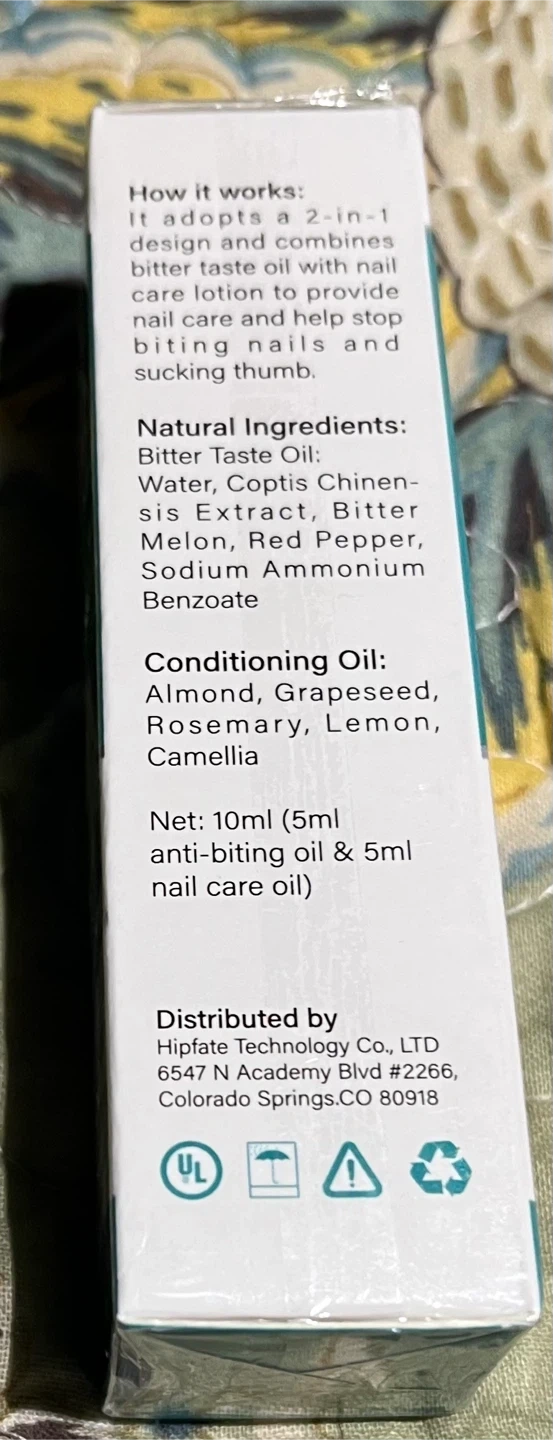 How it works:
It adopts a 2-in-1
design and combines
bitter taste oil with nail
care lotion to provide
nail care and help stop
biting nails and
sucking thumb.
Natural Ingredients:
Bitter Taste Oil:
Water, Coptis Chinen-
sis Extract, Bitter
Melon, Red Pepper,
Sodium Ammonium
Benzoate
Conditioning Oil:
Almond, Grapeseed,
Rosemary, Lemon,
Camellia
Net: 10ml (5ml
anti-biting oil & 5ml
nail care oil)
Distributed by
Hipfate Technology Co., LTD
6547 N Academy Blvd #2266,
Colorado Springs.CO 80918
UL